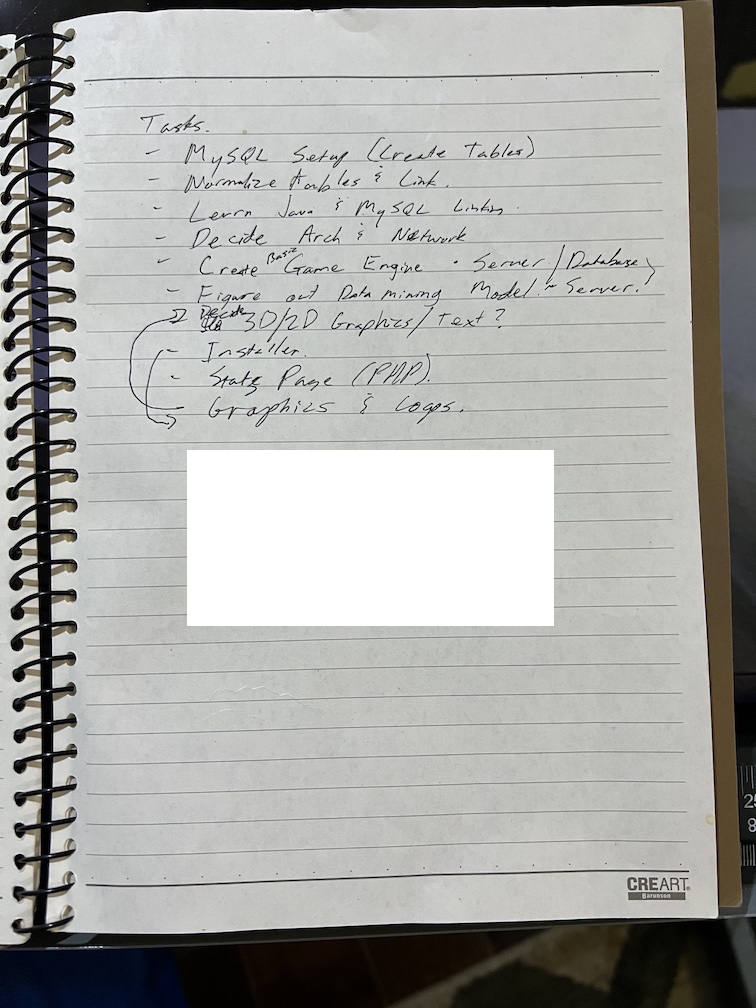 Tasks.
- MySQL Setup (Create Tables)
- Normalize tables & Link.
- Learn Java & MySQL Linking.
- Decide Arch & Network
- Create Basic Game Engine - Server/Database
- Figure out Data mining Model. ~ Server.
Decide 3D/2D Graphics/Text?
- Installer.
- Stats Page (PHP).
- Graphics & Logos.
CREART
Barunson
25
8